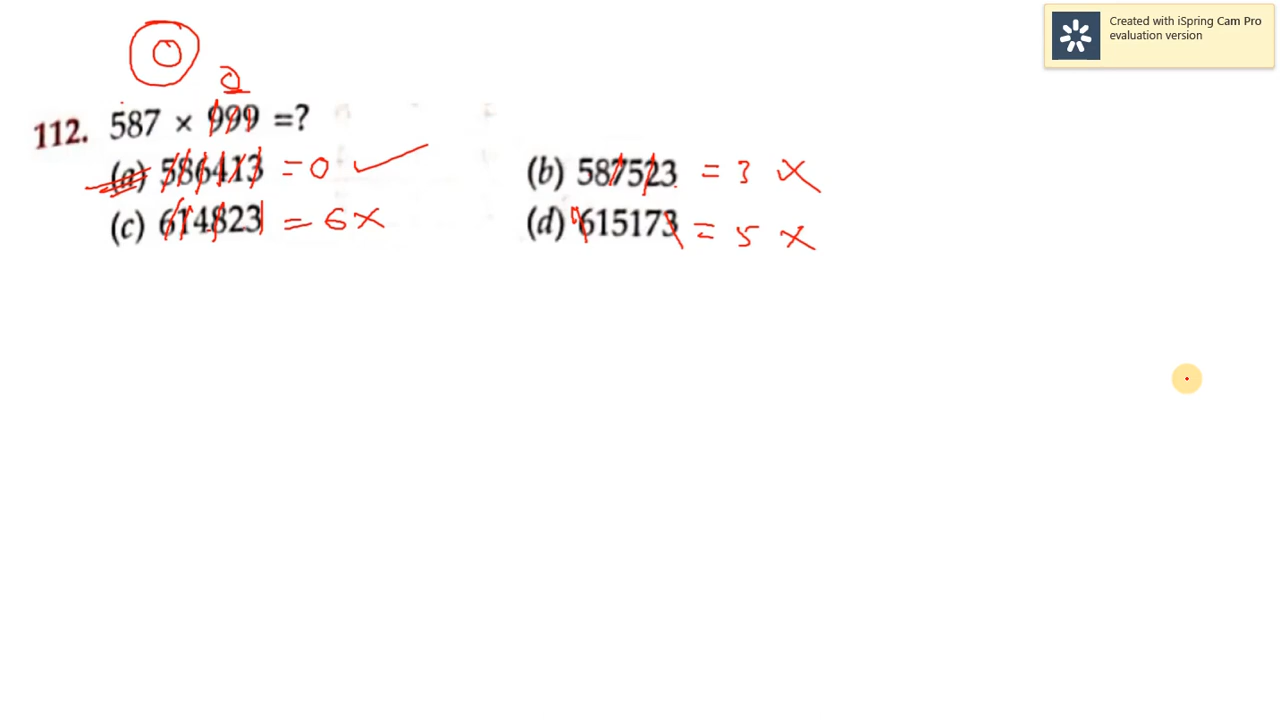 Created with iSpring Cam Pro
evaluation version
0
0
112. 587 × 999 =?
(a) 586413 = 0 ✓ (b) 587523 = 3 ×
(c) 614823 = 6 × (d) 615173 = 5 ×